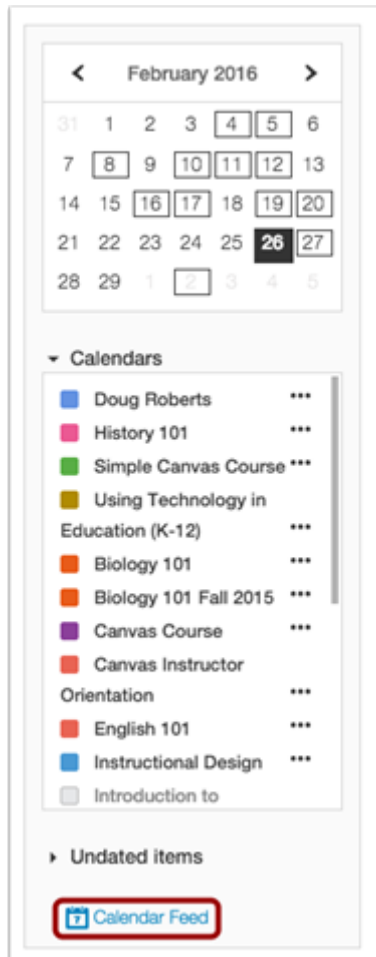 February 2016
31 1 2 3 4 5 6
7 8 9 10 11 12 13
14 15 16 17 18 19 20
21 22 23 24 25 26 27
28 29 1 2 3 4 5
Calendars
Doug Roberts
History 101
Simple Canvas Course
Using Technology in
Education (K-12)
Biology 101
Biology 101 Fall 2015
Canvas Course
Canvas Instructor
Orientation
English 101
Instructional Design
Introduction to
Undated items
7 Calendar Feed